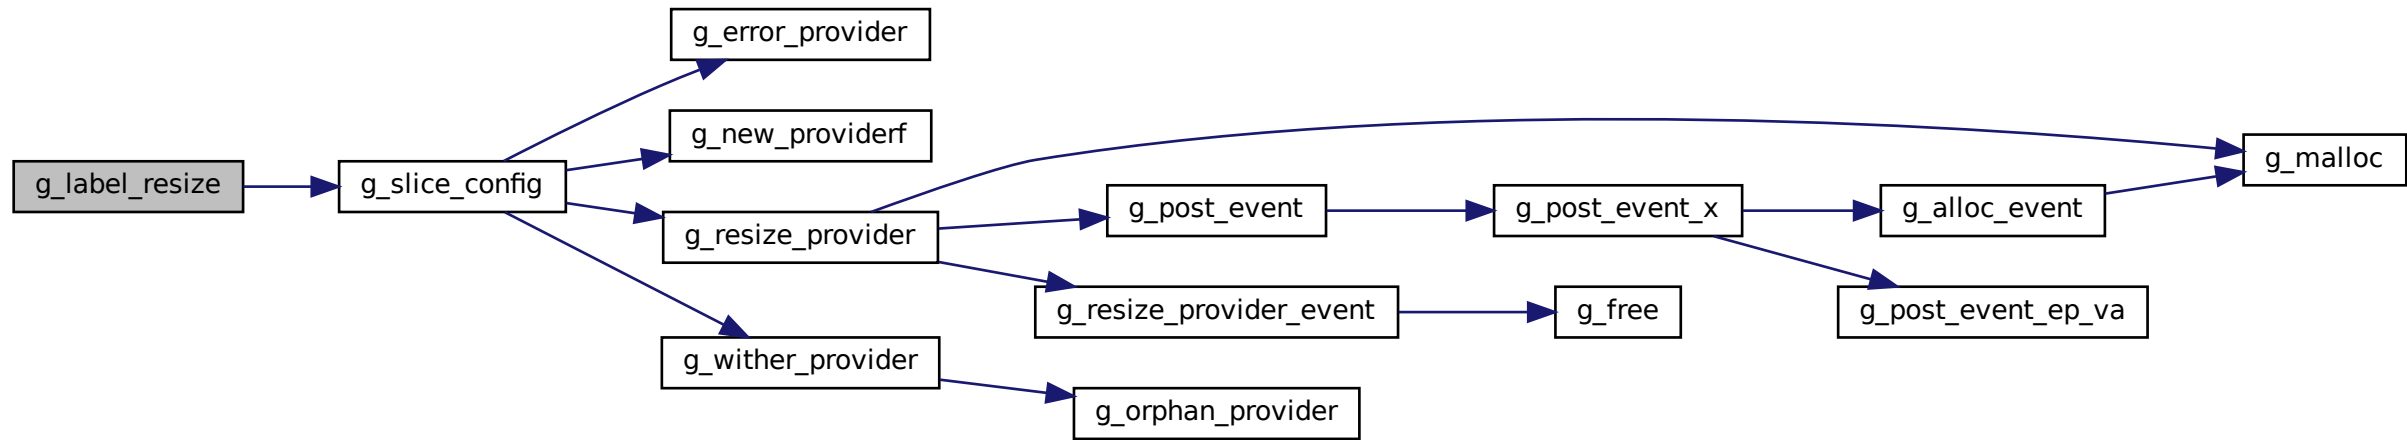 g_label_resize
g_slice_config
g_error_provider
g_new_providerf
g_resize_provider
g_wither_provider
g_post_event
g_resize_provider_event
g_orphan_provider
g_post_event_x
g_free
g_alloc_event
g_post_event_ep_va
g_malloc